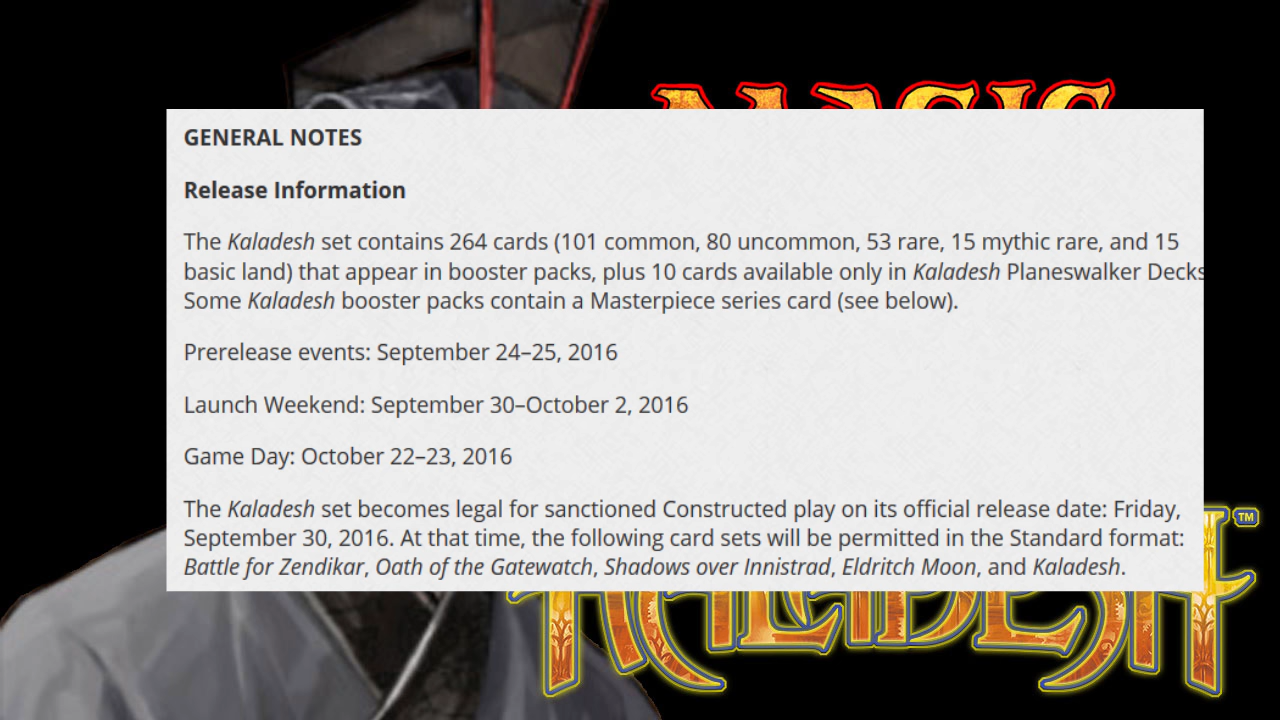 MAGIC
GENERAL NOTES
Release Information
The Kaladesh set contains 264 cards (101 common, 80 uncommon, 53 rare, 15 mythic rare, and 15
basic land) that appear in booster packs, plus 10 cards available only in Kaladesh Planeswalker Decks
Some Kaladesh booster packs contain a Masterpiece series card (see below).
Prerelease events: September 24–25, 2016
Launch Weekend: September 30–October 2, 2016
Game Day: October 22–23, 2016
The Kaladesh set becomes legal for sanctioned Constructed play on its official release date: Friday,
September 30, 2016. At that time, the following card sets will be permitted in the Standard format:
Battle for Zendikar, Oath of the Gatewatch, Shadows over Innistrad, Eldritch Moon, and Kaladesh.
KALADESH™